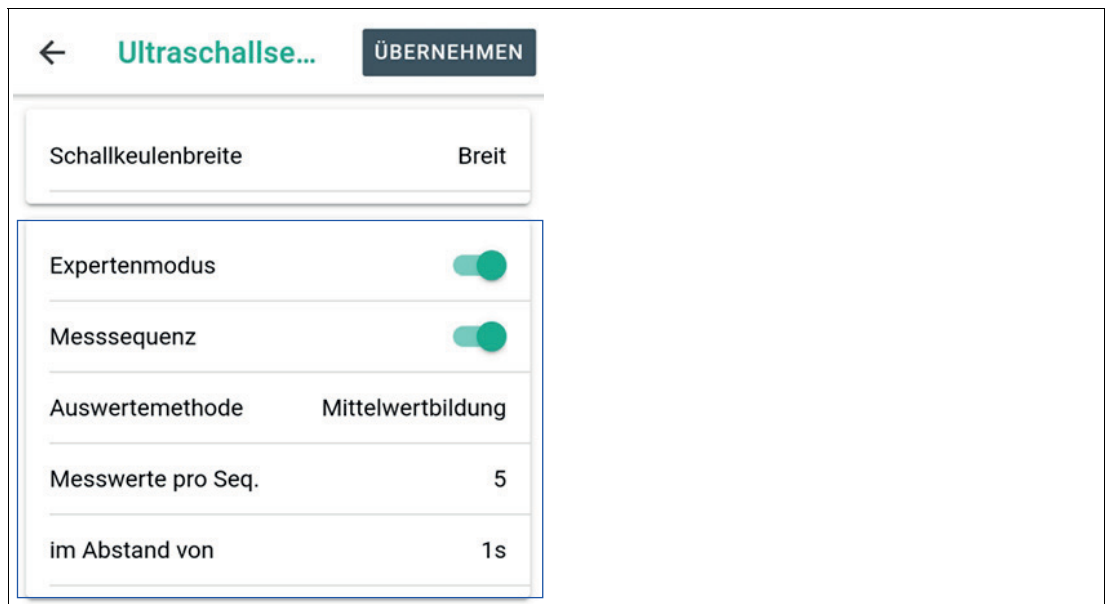 Ultraschallse... ÜBERNEHMEN
Schallkeulenbreite Breit
Expertenmodus
Messsequenz
Auswertemethode Mittelwertbildung
Messwerte pro Seq. 5
im Abstand von 1s